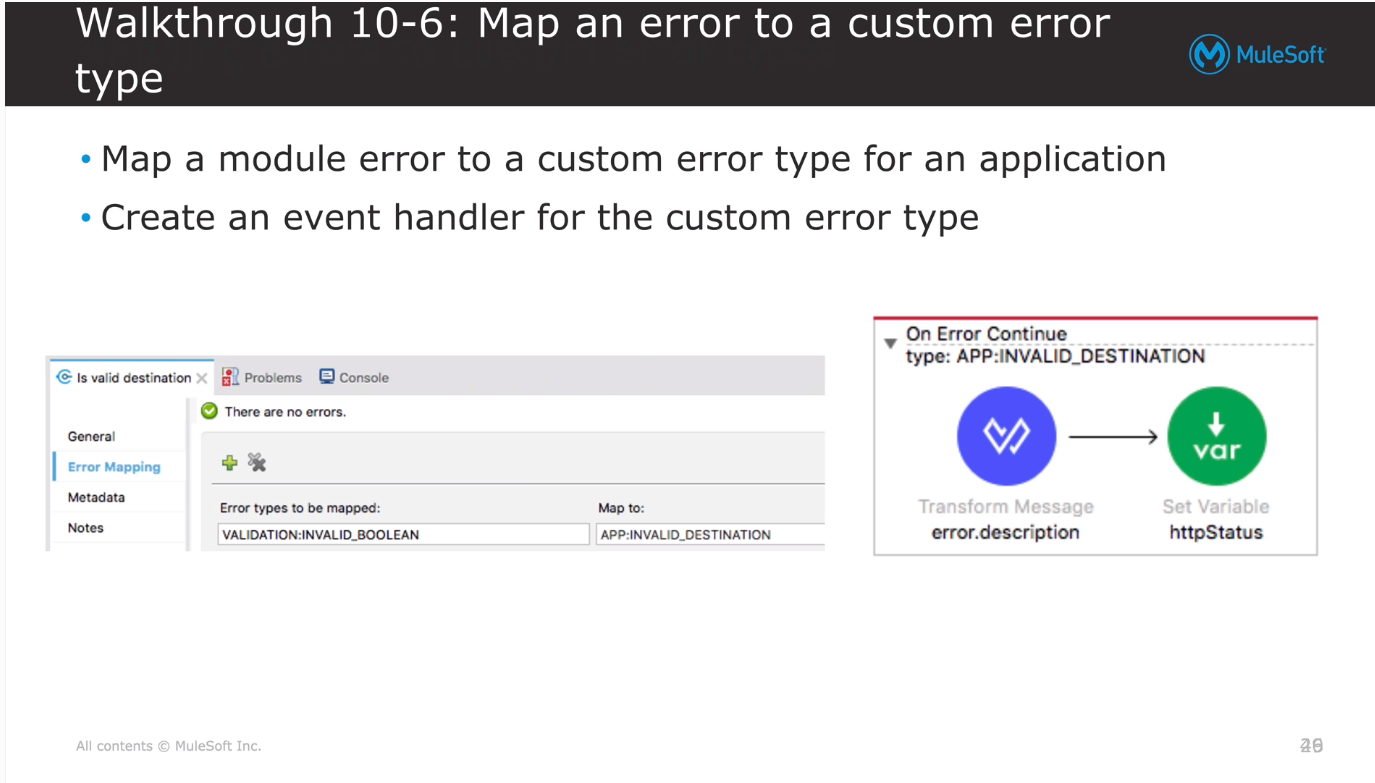 Walkthrough 10-6: Map an error to a custom error
type
MuleSoft
• Map a module error to a custom error type for an application
• Create an event handler for the custom error type
Is valid destination
Problems
Console
There are no errors.
General
Error Mapping
Metadata
Notes
Error types to be mapped:
Map to:
VALIDATION:INVALID_BOOLEAN
APP:INVALID_DESTINATION
On Error Continue
type: APP:INVALID_DESTINATION
var
Transform Message
error.description
Set Variable
httpStatus
All contents © MuleSoft Inc.